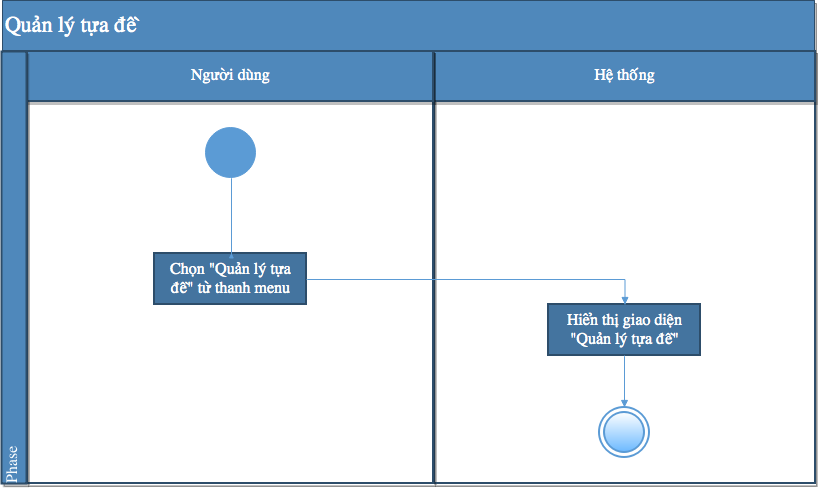 Quản lý tựa đề
Người dùng
Hệ thống
Chọn "Quản lý tựa
đề" từ thanh menu
Hiển thị giao diện
"Quản lý tựa đề"
Phase